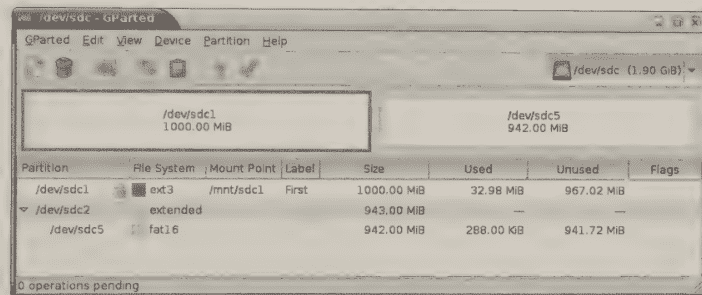 /dev/sdc - GParted
GParted Edit View Device Partition Help
/dev/sdc (1.90 GiB)
/dev/sdc1
1000.00 MiB
/dev/sdc5
942.00 MiB
Partition File System Mount Point Label Size Used Unused Flags
/dev/sdc1 ext3 /mnt/sdc1 First 1000.00 MiB 32.98 MiB 967.02 MiB
/dev/sdc2 extended 943.00 MiB — —
/dev/sdc5 fat16 942.00 MiB 288.00 KiB 941.72 MiB
0 operations pending